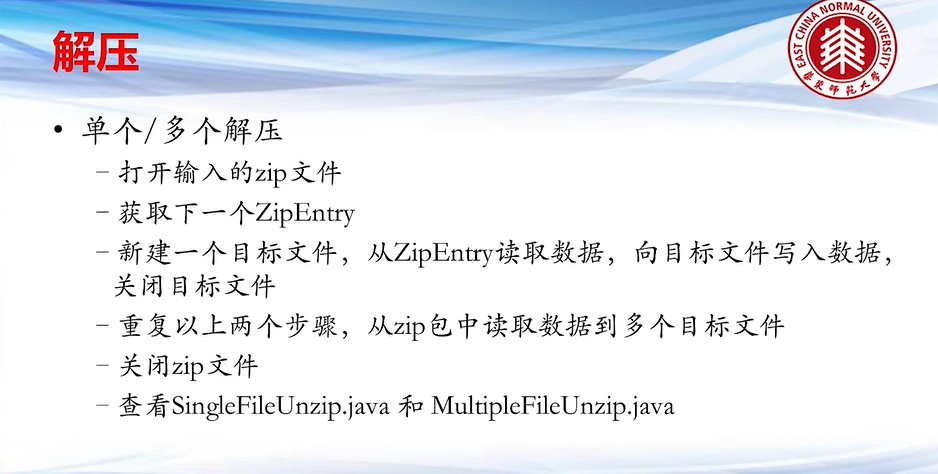 解压
EAST CHINA NORMAL UNIVERSITY
華東師范大学
• 单个/多个解压
– 打开输入的zip文件
– 获取下一个ZipEntry
– 新建一个目标文件，从ZipEntry读取数据，向目标文件写入数据，
关闭目标文件
– 重复以上两个步骤，从zip包中读取数据到多个目标文件
– 关闭zip文件
– 查看SingleFileUnzip.java 和 MultipleFileUnzip.java